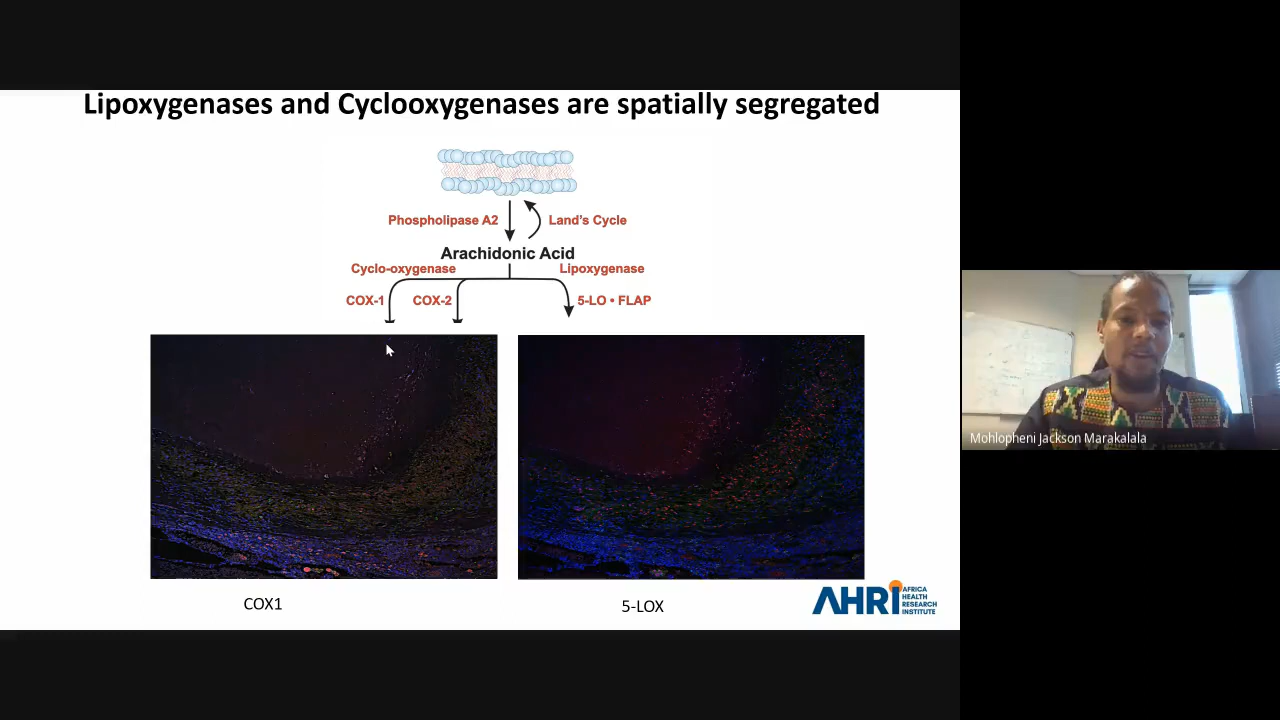 Lipoxygenases and Cyclooxygenases are spatially segregated
Phospholipase A2
Land's Cycle
Arachidonic Acid
Cyclo-oxygenase
Lipoxygenase
COX-1
COX-2
5-LO • FLAP
COX1
5-LOX
AHRI
AFRICA
HEALTH
RESEARCH
INSTITUTE
Mohlopheni Jackson Marakalala